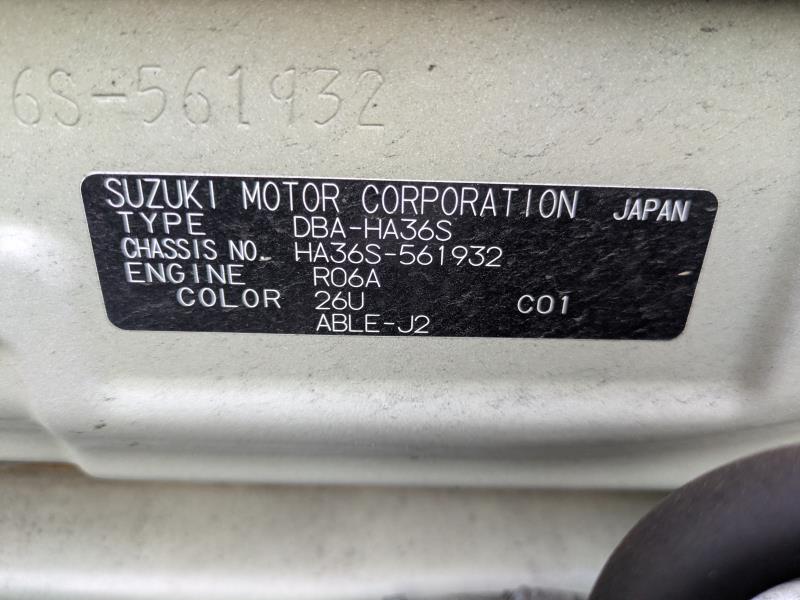 6S-561932
SUZUKI MOTOR CORPORATION JAPAN
TYPE DBA-HA36S
CHASSIS NO. HA36S-561932
ENGINE R06A
COLOR 26U C01
ABLE-J2